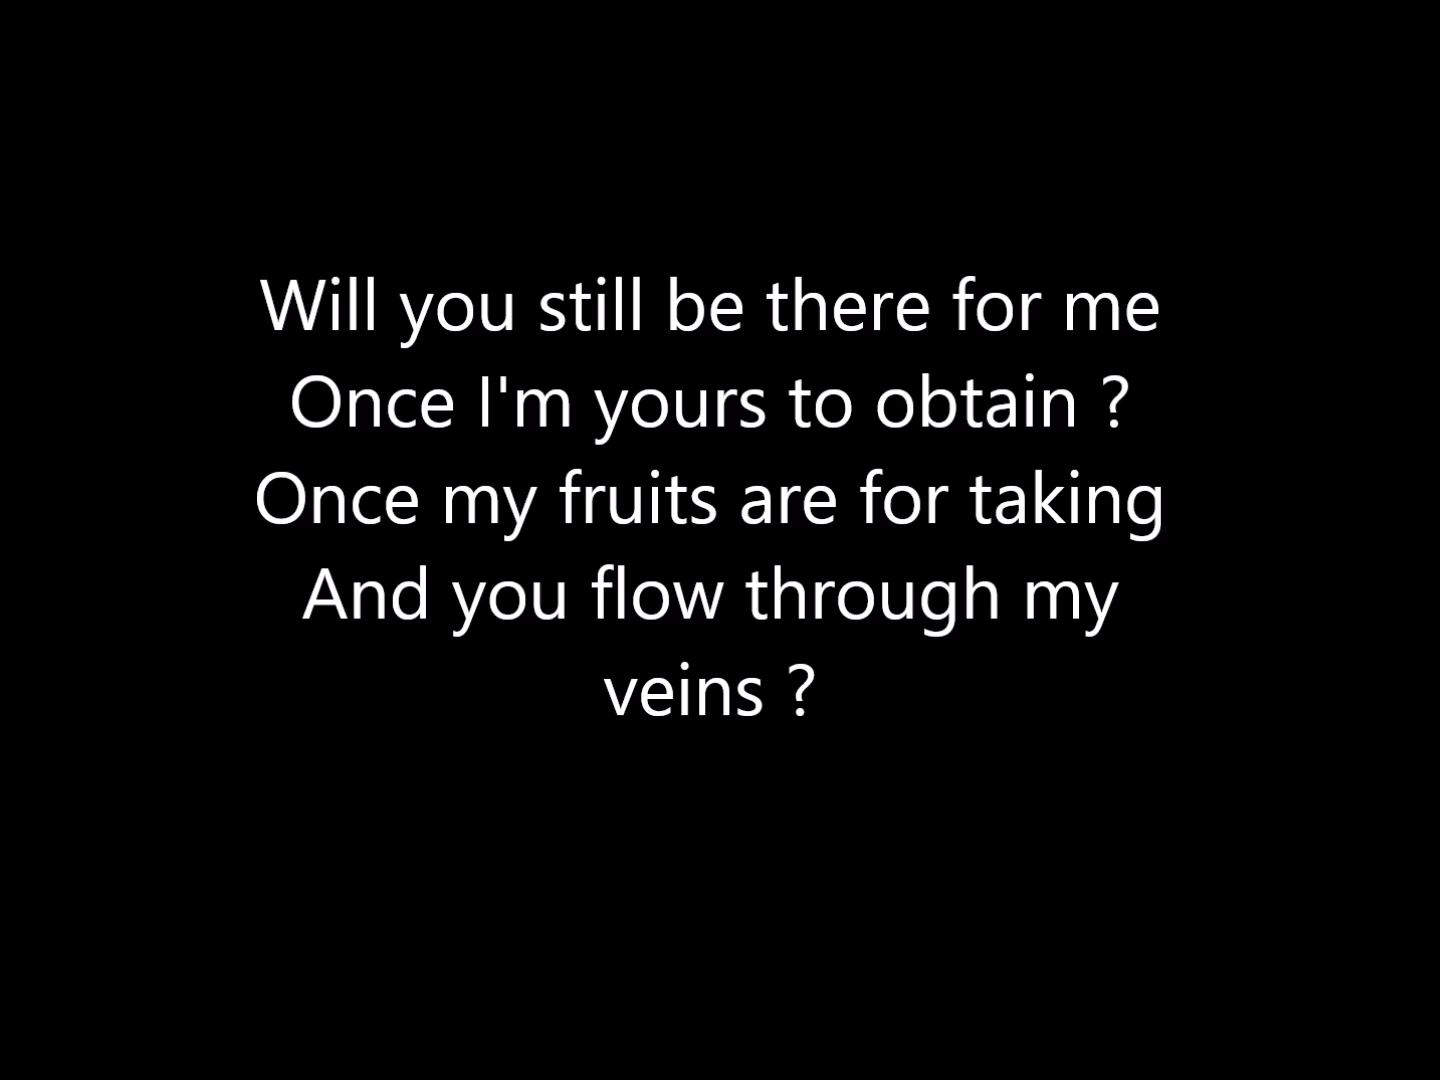 Will you still be there for me
Once I'm yours to obtain ?
Once my fruits are for taking
And you flow through my
veins ?